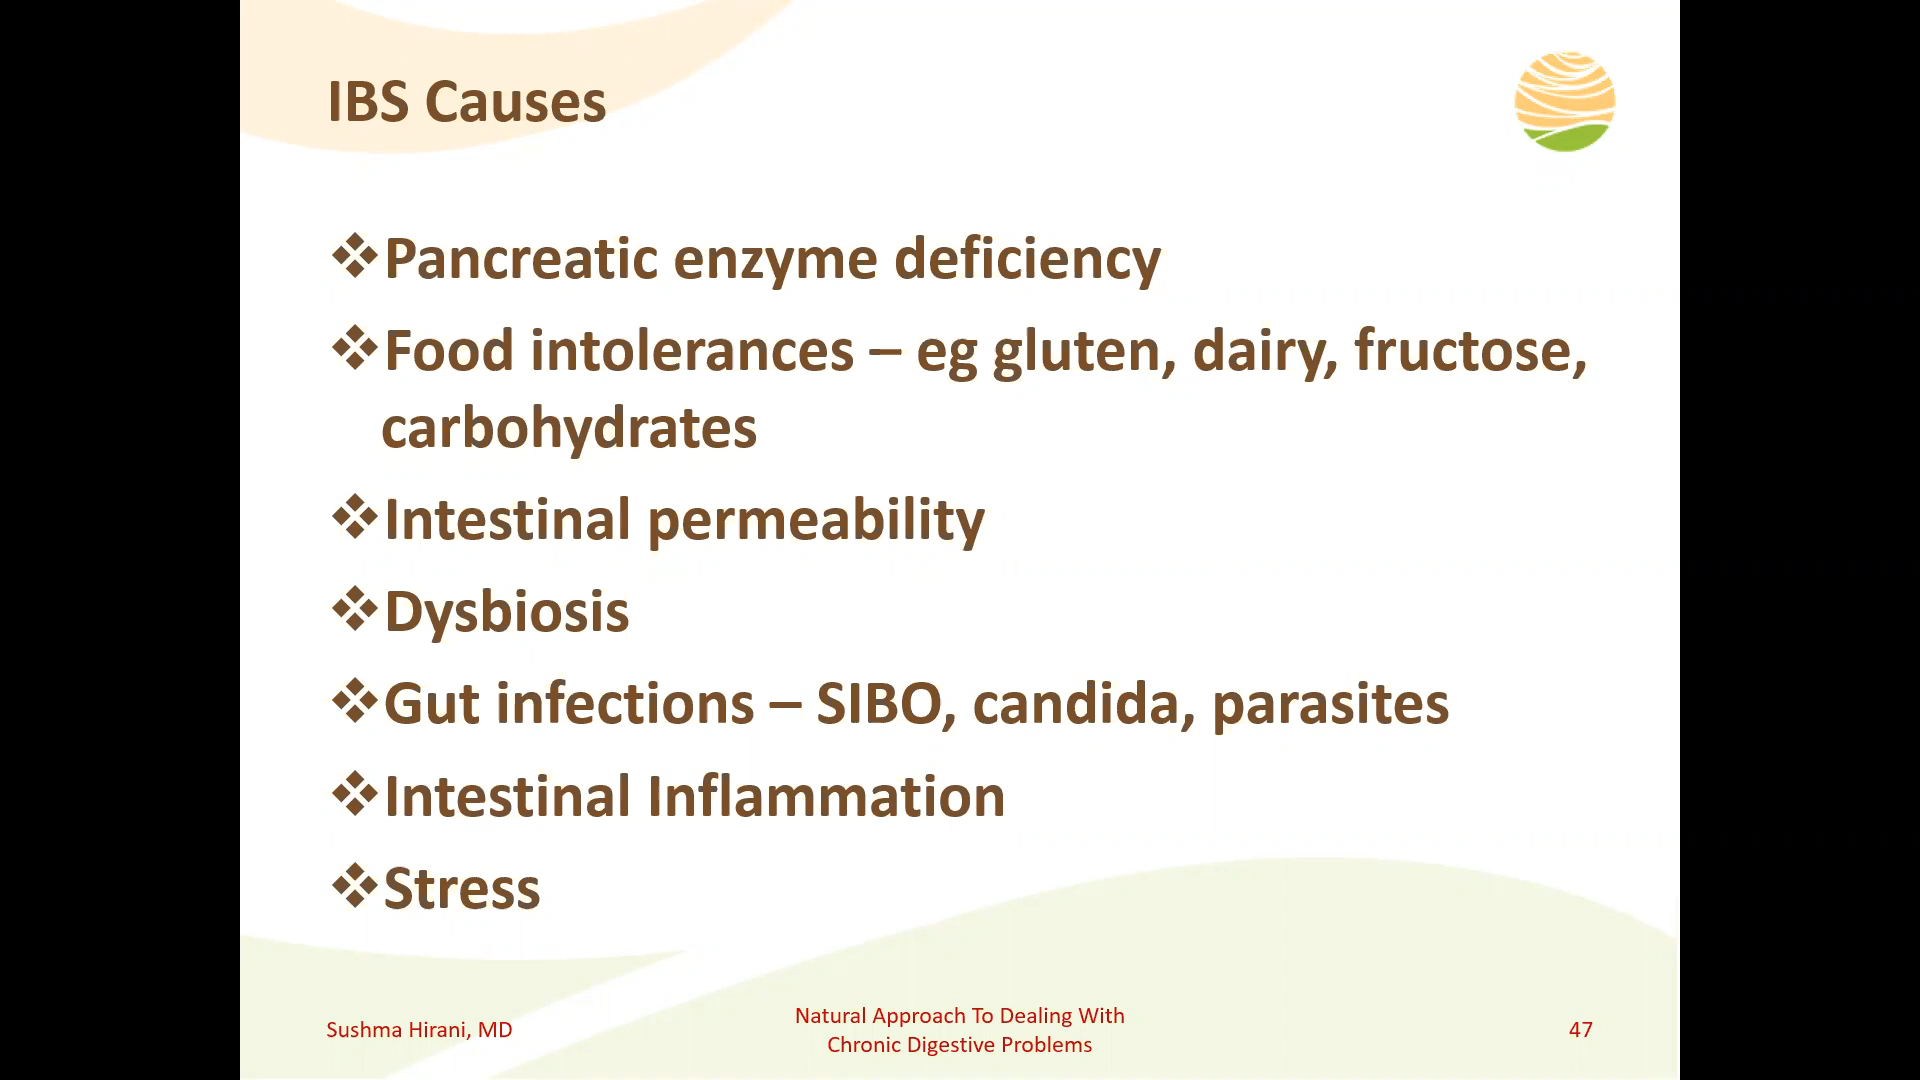 IBS Causes
❖Pancreatic enzyme deficiency
❖Food intolerances – eg gluten, dairy, fructose,
carbohydrates
❖Intestinal permeability
❖Dysbiosis
❖Gut infections – SIBO, candida, parasites
❖Intestinal Inflammation
❖Stress
Sushma Hirani, MD
Natural Approach To Dealing With
Chronic Digestive Problems
47